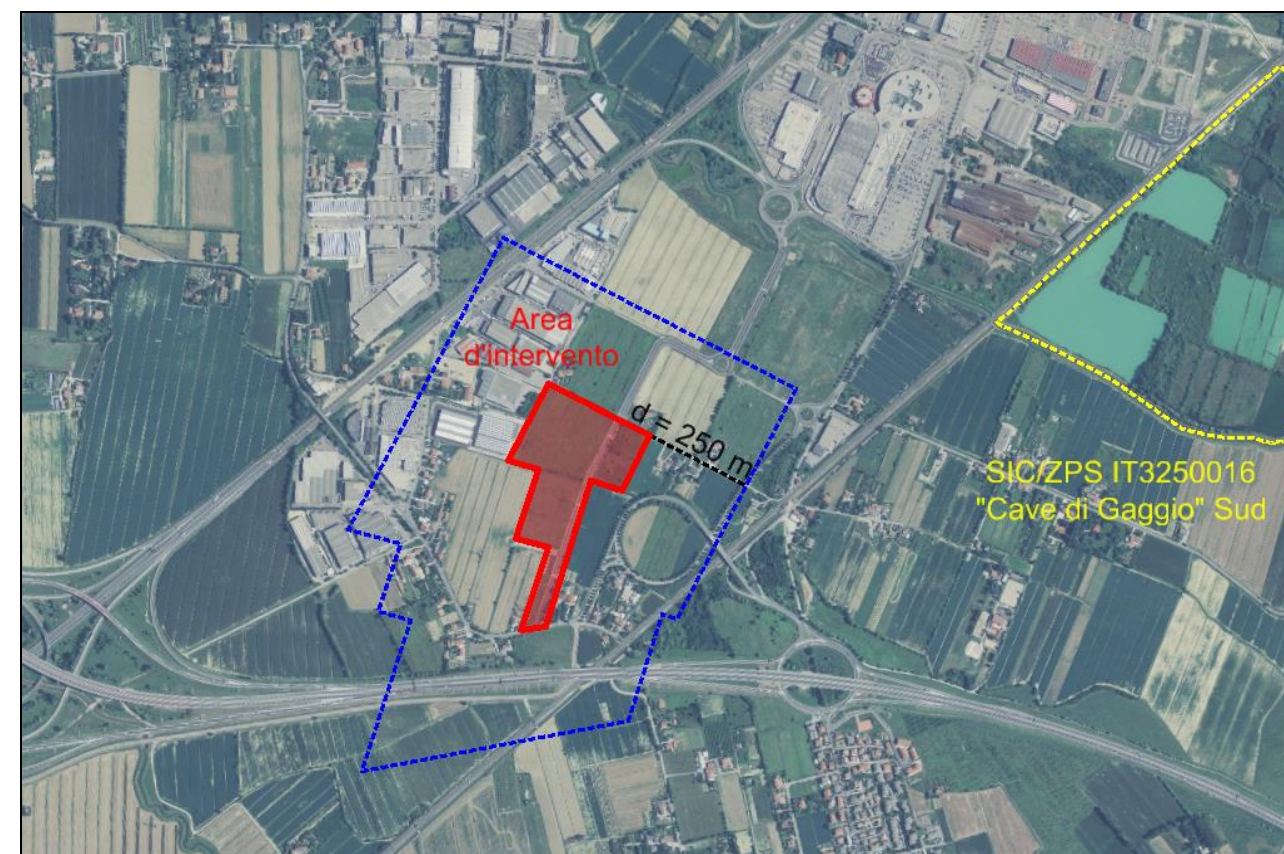 Area
d'intervento
d = 250 m
SIC/ZPS IT3250016
"Cave di Gaggio" Sud